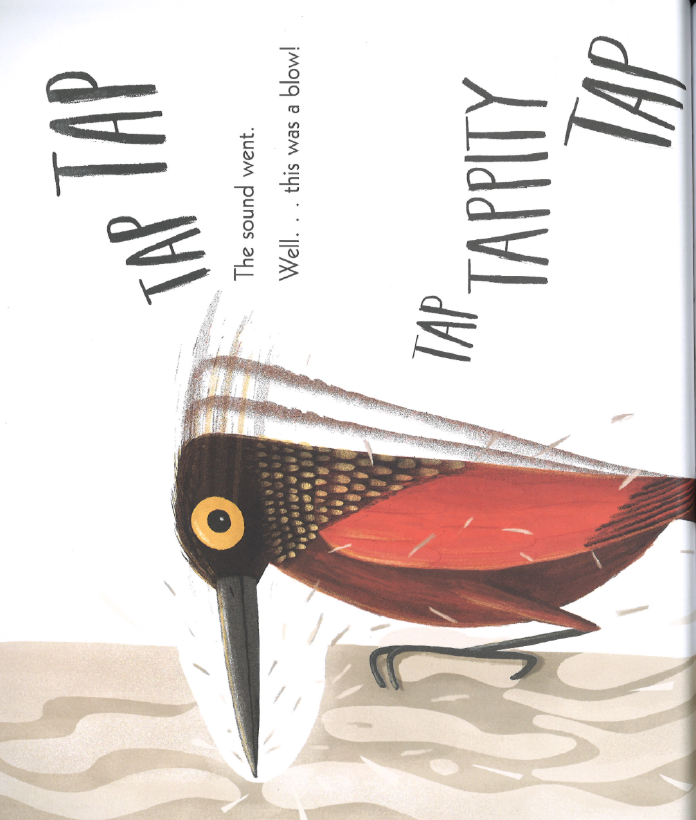 TAP TAP
The sound went.
Well. . . this was a blow!
TAP TAPPITY TAP